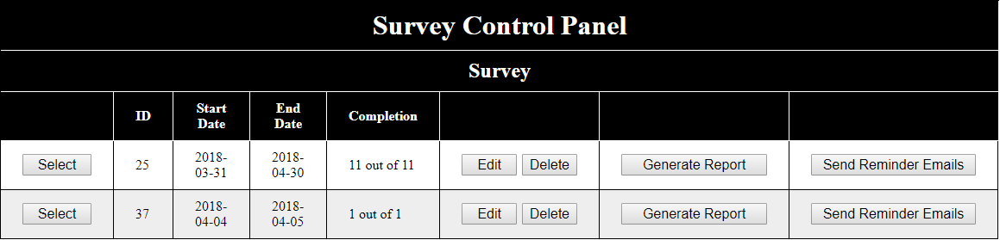 Survey Control Panel
Survey
ID Start Date End Date Completion
Select 25 2018-03-31 2018-04-30 11 out of 11 Edit Delete Generate Report Send Reminder Emails
Select 37 2018-04-04 2018-04-05 1 out of 1 Edit Delete Generate Report Send Reminder Emails